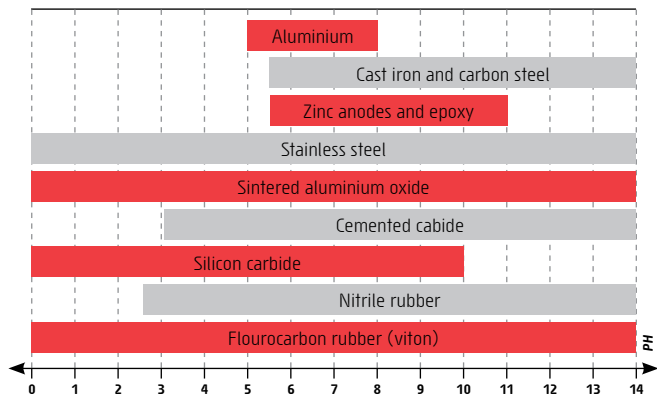 Aluminium
Cast iron and carbon steel
Zinc anodes and epoxy
Stainless steel
Sintered aluminium oxide
Cemented cabide
Silicon carbide
Nitrile rubber
Flourocarbon rubber (viton)
PH
0 1 2 3 4 5 6 7 8 9 10 11 12 13 14